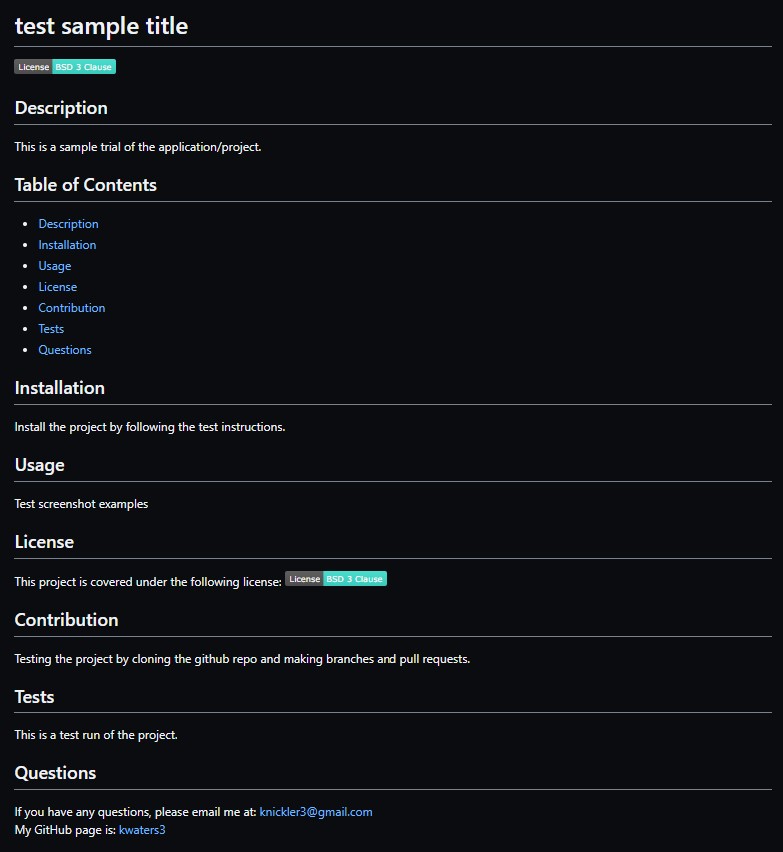 test sample title
License BSD 3 Clause
Description
This is a sample trial of the application/project.
Table of Contents
Description
Installation
Usage
License
Contribution
Tests
Questions
Installation
Install the project by following the test instructions.
Usage
Test screenshot examples
License
This project is covered under the following license: License BSD 3 Clause
Contribution
Testing the project by cloning the github repo and making branches and pull requests.
Tests
This is a test run of the project.
Questions
If you have any questions, please email me at: knickler3@gmail.com
My GitHub page is: kwaters3